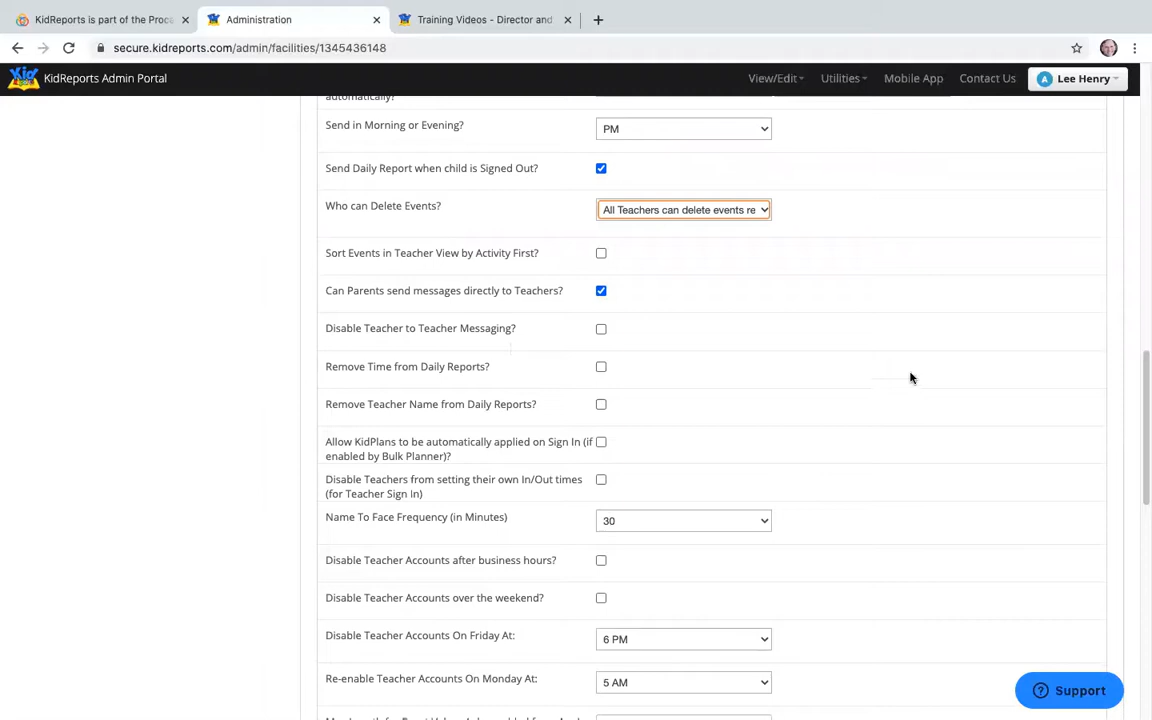 KidReports is part of the Proca
Administration
Training Videos - Director and
secure.kidreports.com/admin/facilities/1345436148
KidReports Admin Portal
View/Edit
Utilities
Mobile App
Contact Us
A
Lee Henry
automatically?
Send in Morning or Evening?
PM
Send Daily Report when child is Signed Out?
Who can Delete Events?
All Teachers can delete events re
Sort Events in Teacher View by Activity First?
Can Parents send messages directly to Teachers?
Disable Teacher to Teacher Messaging?
Remove Time from Daily Reports?
Remove Teacher Name from Daily Reports?
Allow KidPlans to be automatically applied on Sign In (if
enabled by Bulk Planner)?
Disable Teachers from setting their own In/Out times
(for Teacher Sign In)
Name To Face Frequency (in Minutes)
30
Disable Teacher Accounts after business hours?
Disable Teacher Accounts over the weekend?
Disable Teacher Accounts On Friday At:
6 PM
Re-enable Teacher Accounts On Monday At:
5 AM
Support